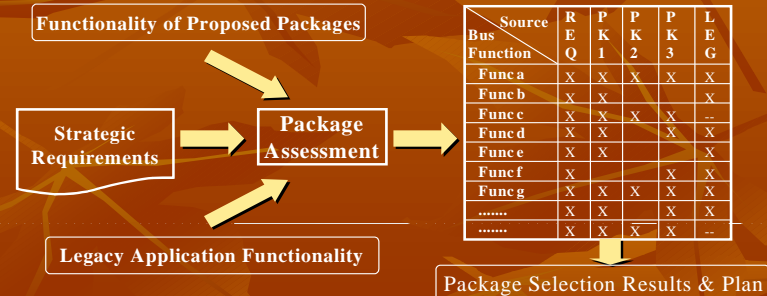 Functionality of Proposed Packages
Strategic
Requirements
Package
Assessment
Legacy Application Functionality
Source
Bus
Function
R
E
Q
P
K
1
P
K
2
P
K
3
L
E
G
Func a X X X X X
Func b X X X
Func c X X X X --
Func d X X X X
Func e X X X
Func f X X X
Func g X X X X X
....... X X X X
....... X X X X --
Package Selection Results & Plan